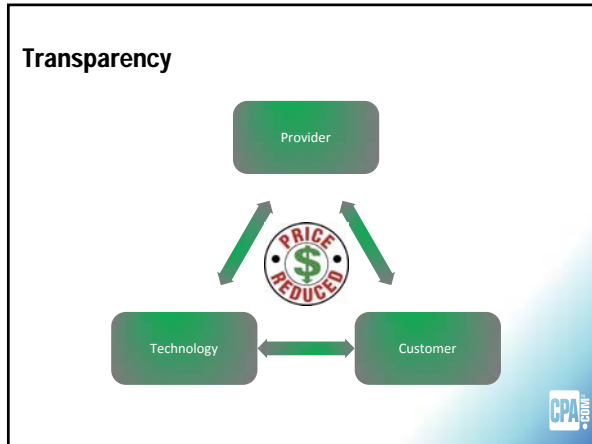 Transparency
Provider
PRICE
$
REDUCED
Technology
Customer
CPA
.COM